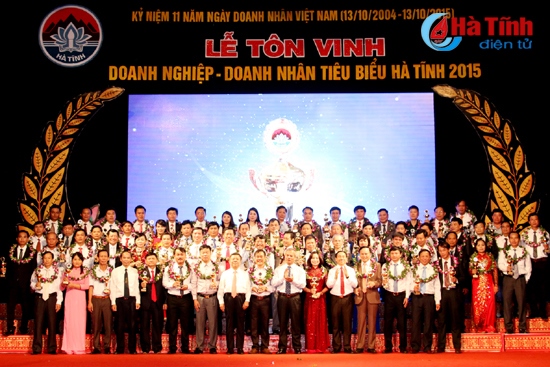 KỶ NIỆM 11 NĂM NGÀY DOANH NHÂN VIỆT NAM (13/10/2004 -13/10/2015)
LỄ TÔN VINH
DOANH NGHIỆP - DOANH NHÂN TIÊU BIỂU HÀ TĨNH 2015
HÀ TĨNH
Hà Tĩnh
điện tử